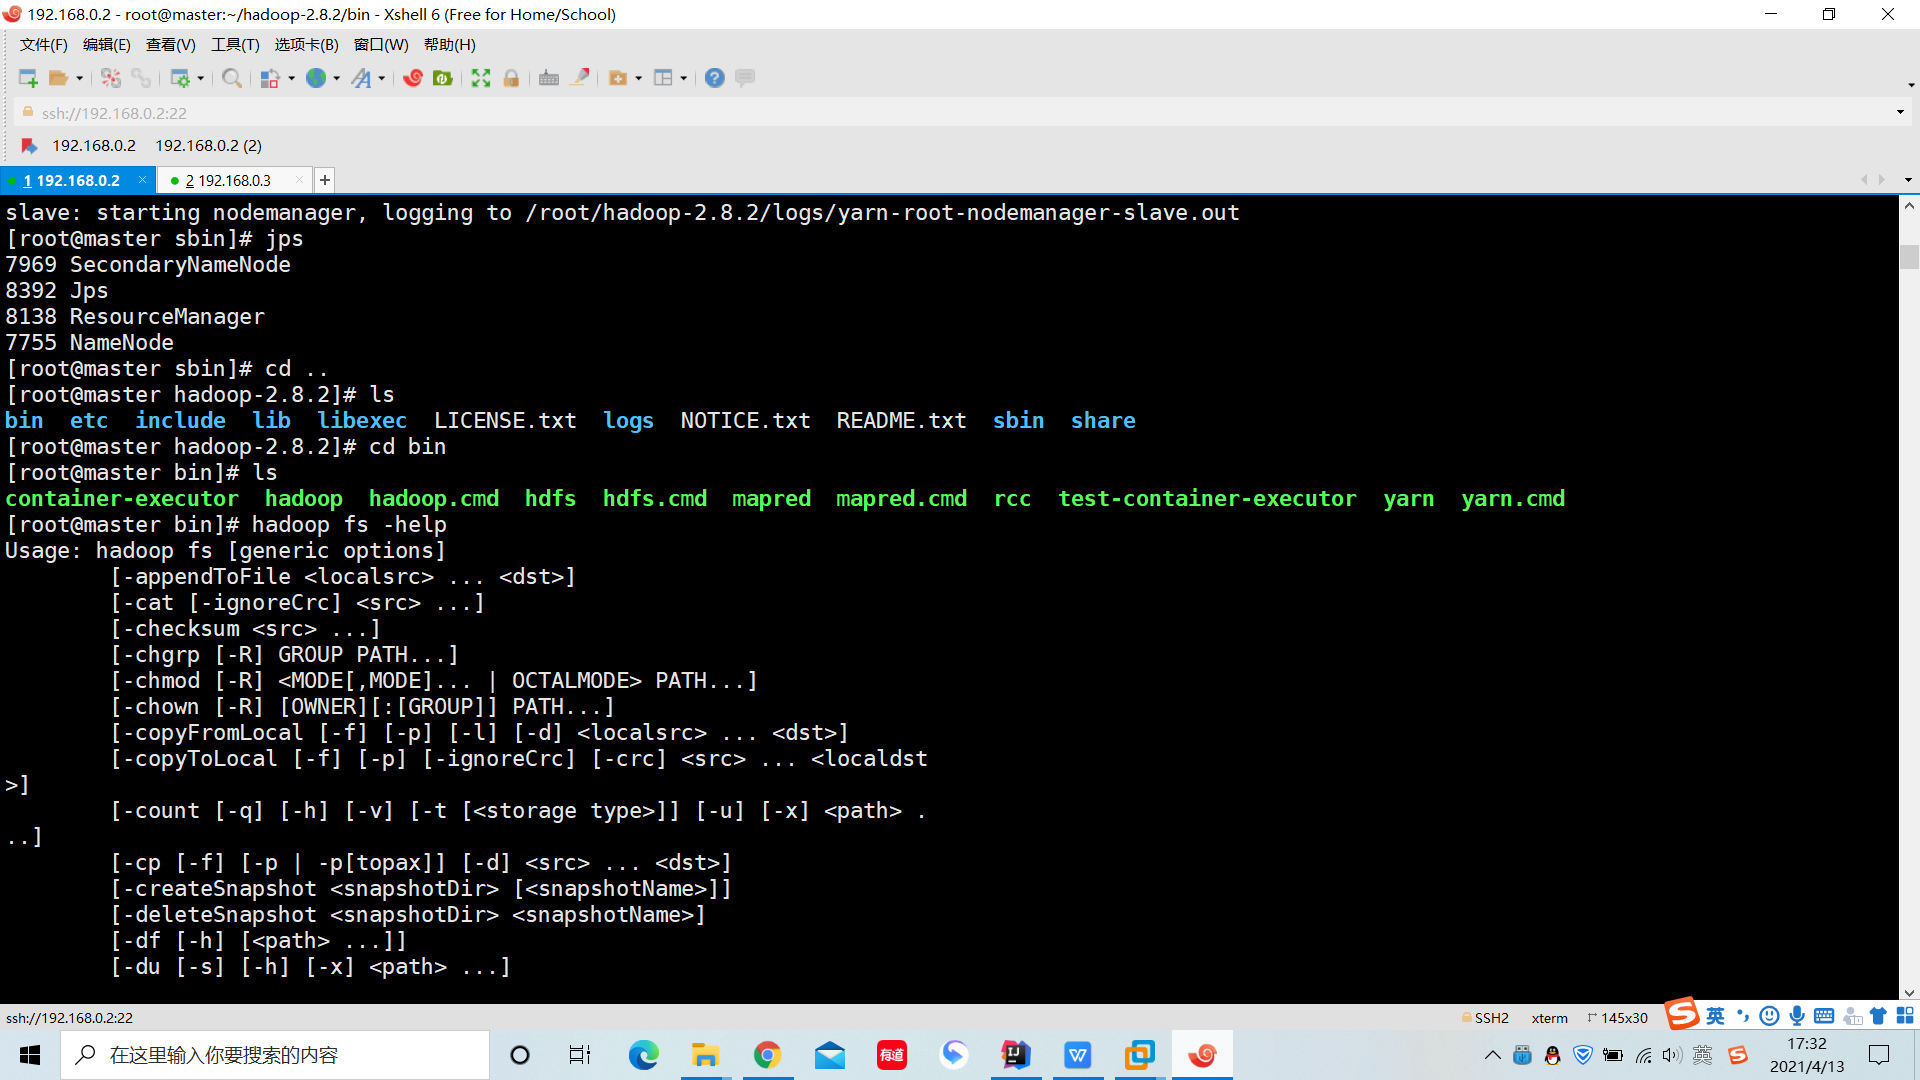 192.168.0.2 - root@master:~/hadoop-2.8.2/bin - Xshell 6 (Free for Home/School)
文件(F) 编辑(E) 查看(V) 工具(T) 选项卡(B) 窗口(W) 帮助(H)
ssh://192.168.0.2:22
192.168.0.2 192.168.0.2 (2)
1 192.168.0.2 2 192.168.0.3
slave: starting nodemanager, logging to /root/hadoop-2.8.2/logs/yarn-root-nodemanager-slave.out
[root@master sbin]# jps
7969 SecondaryNameNode
8392 Jps
8138 ResourceManager
7755 NameNode
[root@master sbin]# cd ..
[root@master hadoop-2.8.2]# ls
bin etc include lib libexec LICENSE.txt logs NOTICE.txt README.txt sbin share
[root@master hadoop-2.8.2]# cd bin
[root@master bin]# ls
container-executor hadoop hadoop.cmd hdfs hdfs.cmd mapred mapred.cmd rcc test-container-executor yarn yarn.cmd
[root@master bin]# hadoop fs -help
Usage: hadoop fs [generic options]
[-appendToFile <localsrc> ... <dst>]
[-cat [-ignoreCrc] <src> ...]
[-checksum <src> ...]
[-chgrp [-R] GROUP PATH...]
[-chmod [-R] <MODE[,MODE]... | OCTALMODE> PATH...]
[-chown [-R] [OWNER][:[GROUP]] PATH...]
[-copyFromLocal [-f] [-p] [-l] [-d] <localsrc> ... <dst>]
[-copyToLocal [-f] [-p] [-ignoreCrc] [-crc] <src> ... <localdst
>]
[-count [-q] [-h] [-v] [-t [<storage type>]] [-u] [-x] <path> .
..]
[-cp [-f] [-p | -p[topax]] [-d] <src> ... <dst>]
[-createSnapshot <snapshotDir> [<snapshotName>]]
[-deleteSnapshot <snapshotDir> <snapshotName>]
[-df [-h] [<path> ...]]
[-du [-s] [-h] [-x] <path> ...]
ssh://192.168.0.2:22 SSH2 xterm 145x30 英
在这里输入你要搜索的内容 有道 英 17:32
2021/4/13